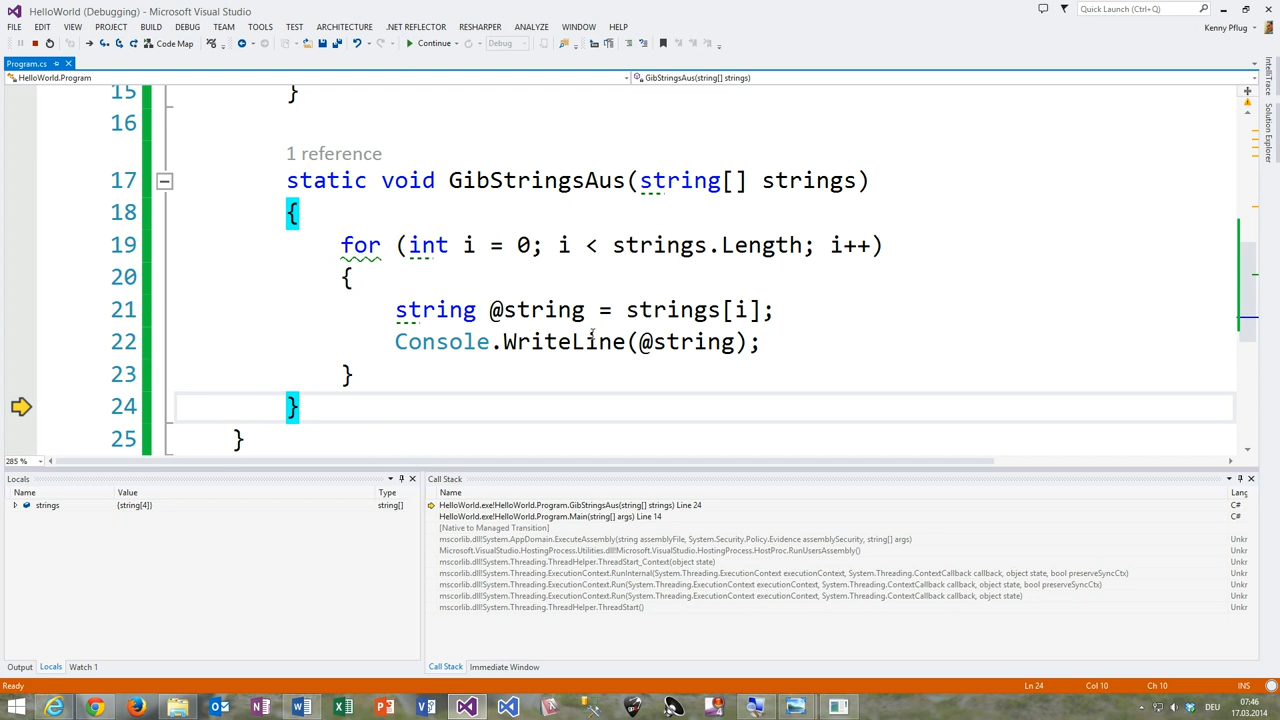 HelloWorld (Debugging) - Microsoft Visual Studio
Quick Launch (Ctrl+Q)
FILE EDIT VIEW PROJECT BUILD DEBUG TEAM TOOLS TEST ARCHITECTURE .NET REFLECTOR RESHARPER ANALYZE WINDOW HELP
Kenny Pflug
Code Map
Continue
Debug
Program.cs
HelloWorld.Program
GibStringsAus(string[] strings)
IntelliTrace
Solution Explorer
15 }
16
1 reference
17 static void GibStringsAus(string[] strings)
18 {
19 for (int i = 0; i < strings.Length; i++)
20 {
21 string @string = strings[i];
22 Console.WriteLine(@string);
23 }
24 }
25 }
285 %
Locals
Name Value Type
strings {string[4]} string[]
Call Stack
Name Lang
HelloWorld.exe!HelloWorld.Program.GibStringsAus(string[] strings) Line 24 C#
HelloWorld.exe!HelloWorld.Program.Main(string[] args) Line 14 C#
[Native to Managed Transition]
mscorlib.dll!System.AppDomain.ExecuteAssembly(string assemblyFile, System.Security.Policy.Evidence assemblySecurity, string[] args) Unkr
Microsoft.VisualStudio.HostingProcess.Utilities.dll!Microsoft.VisualStudio.HostingProcess.HostProc.RunUsersAssembly() Unkr
mscorlib.dll!System.Threading.ThreadHelper.ThreadStart_Context(object state) Unkr
mscorlib.dll!System.Threading.ExecutionContext.RunInternal(System.Threading.ExecutionContext executionContext, System.Threading.ContextCallback callback, object state, bool preserveSyncCtx) Unkr
mscorlib.dll!System.Threading.ExecutionContext.Run(System.Threading.ExecutionContext executionContext, System.Threading.ContextCallback callback, object state, bool preserveSyncCtx) Unkr
mscorlib.dll!System.Threading.ExecutionContext.Run(System.Threading.ExecutionContext executionContext, System.Threading.ContextCallback callback, object state) Unkr
mscorlib.dll!System.Threading.ThreadHelper.ThreadStart() Unkr
Output Locals Watch 1
Call Stack Immediate Window
Ready
Ln 24 Col 10 Ch 10 INS
DEU
07:46
17.03.2014